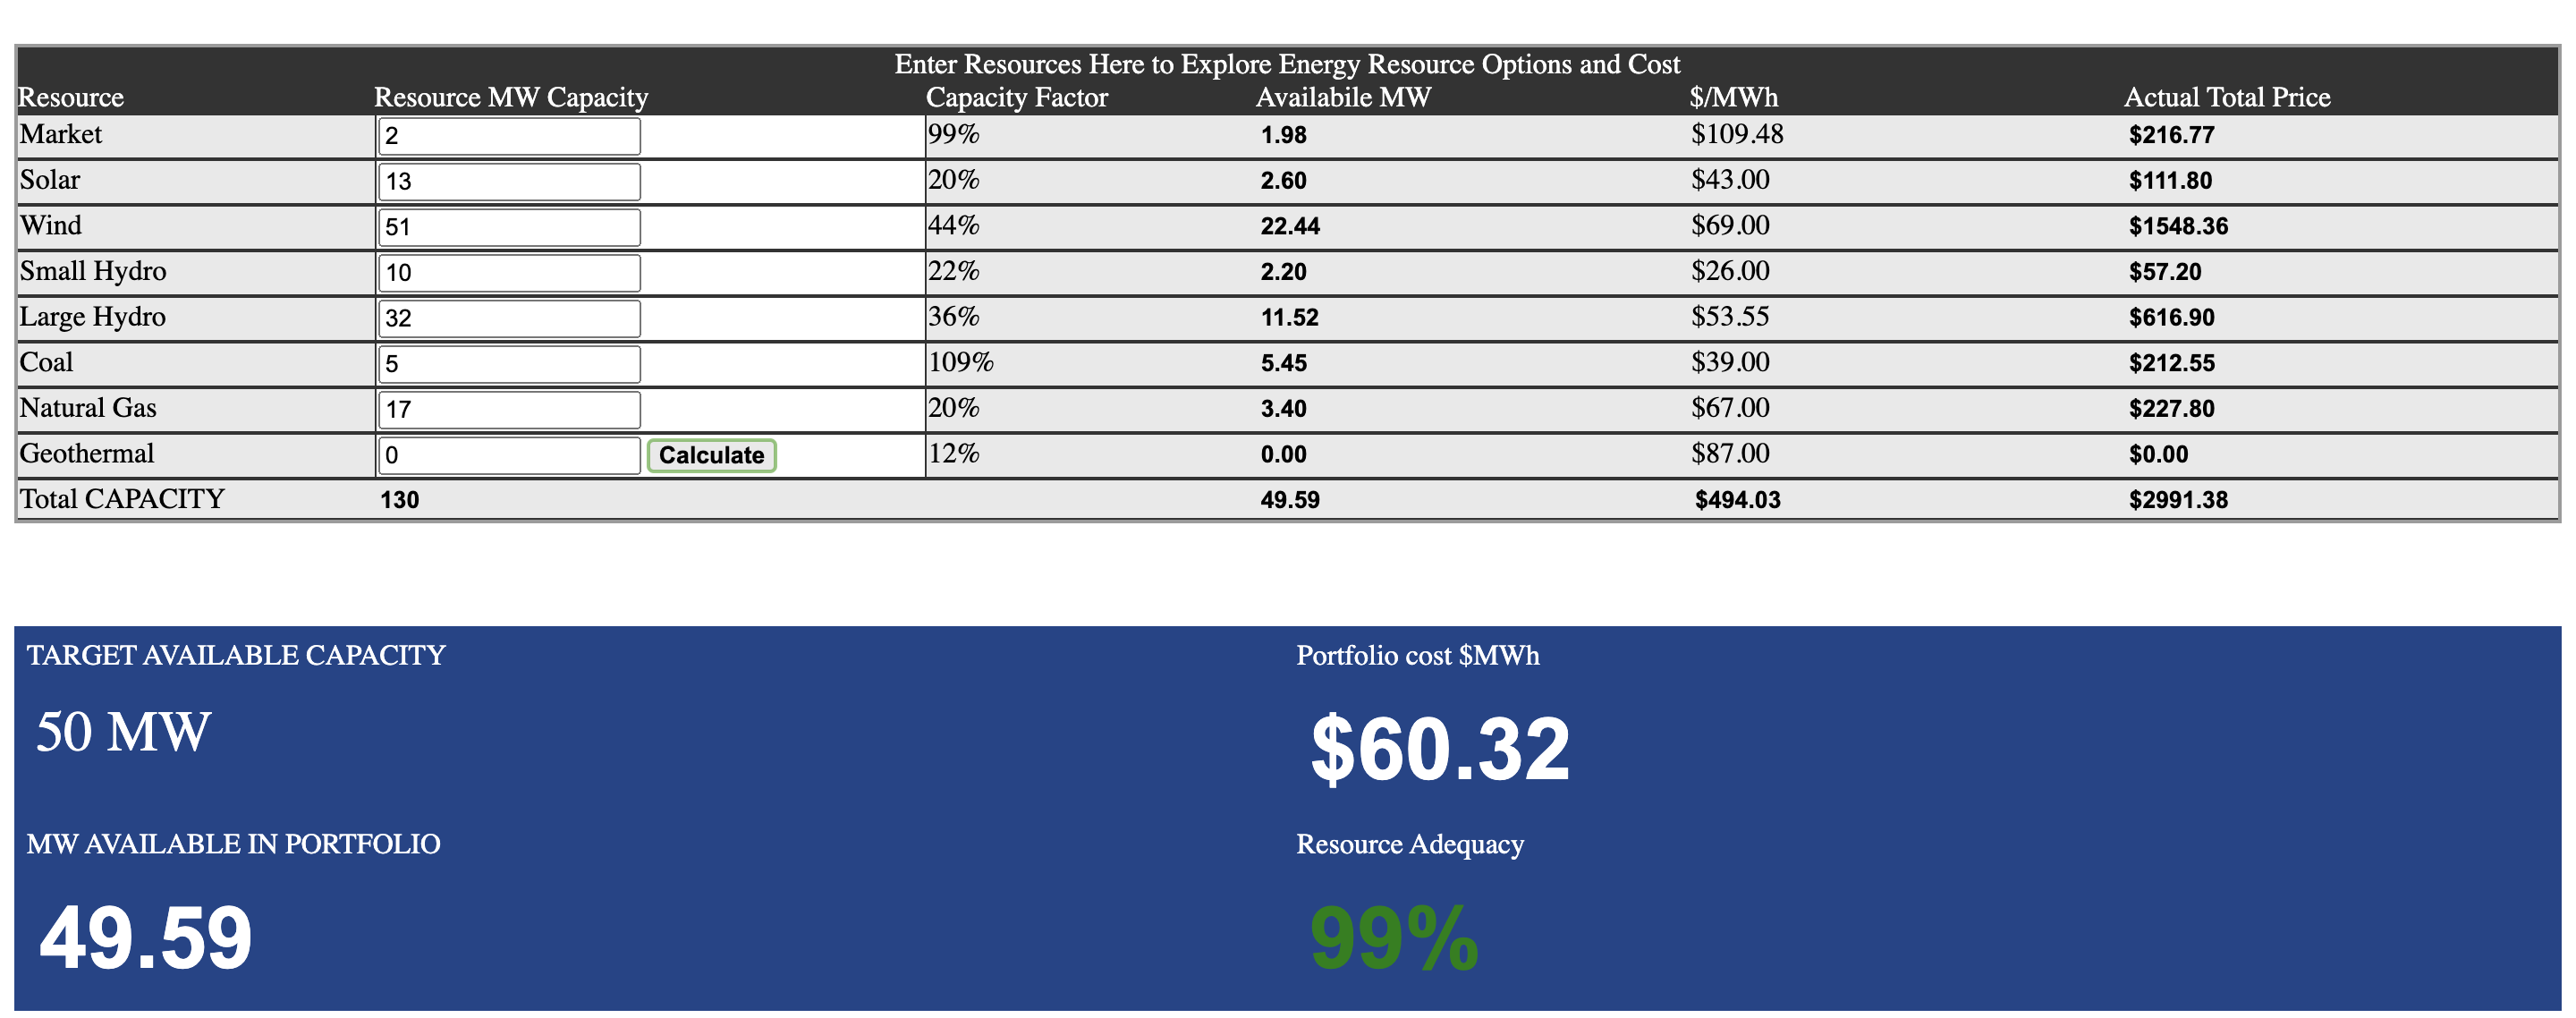 Enter Resources Here to Explore Energy Resource Options and Cost
Resource Resource MW Capacity Capacity Factor Availabile MW $/MWh Actual Total Price
Market 2 99% 1.98 $109.48 $216.77
Solar 13 20% 2.60 $43.00 $111.80
Wind 51 44% 22.44 $69.00 $1548.36
Small Hydro 10 22% 2.20 $26.00 $57.20
Large Hydro 32 36% 11.52 $53.55 $616.90
Coal 5 109% 5.45 $39.00 $212.55
Natural Gas 17 20% 3.40 $67.00 $227.80
Geothermal 0 Calculate 12% 0.00 $87.00 $0.00
Total CAPACITY 130 49.59 $494.03 $2991.38
TARGET AVAILABLE CAPACITY Portfolio cost $MWh
50 MW $60.32
MW AVAILABLE IN PORTFOLIO Resource Adequacy
49.59 99%